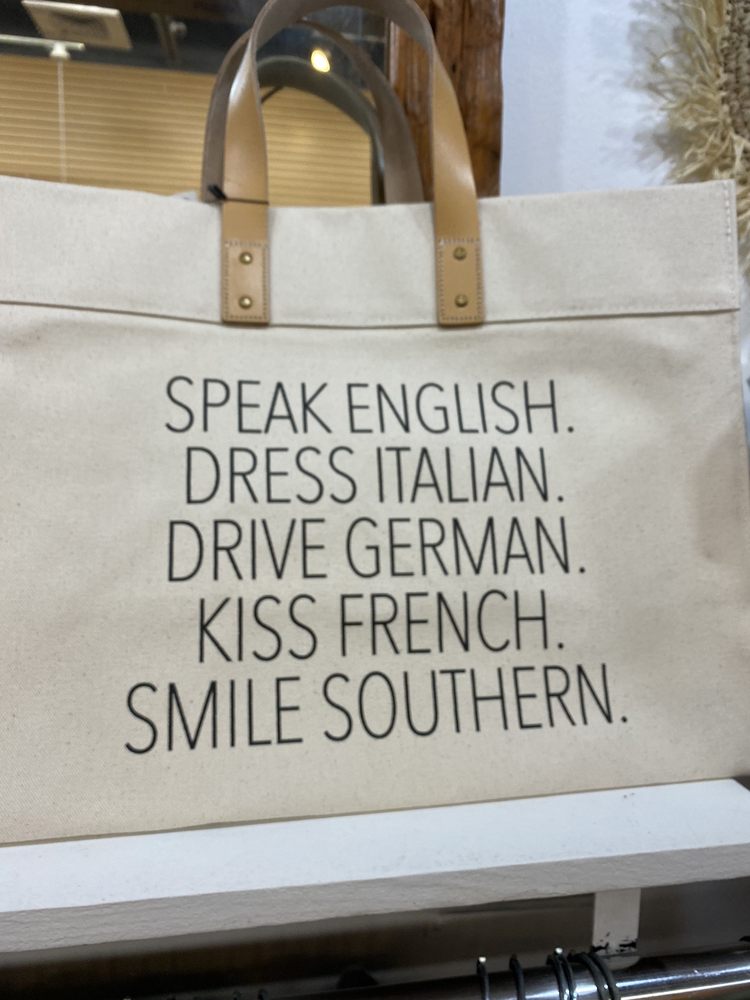 SPEAK ENGLISH.
DRESS ITALIAN.
DRIVE GERMAN.
KISS FRENCH.
SMILE SOUTHERN.